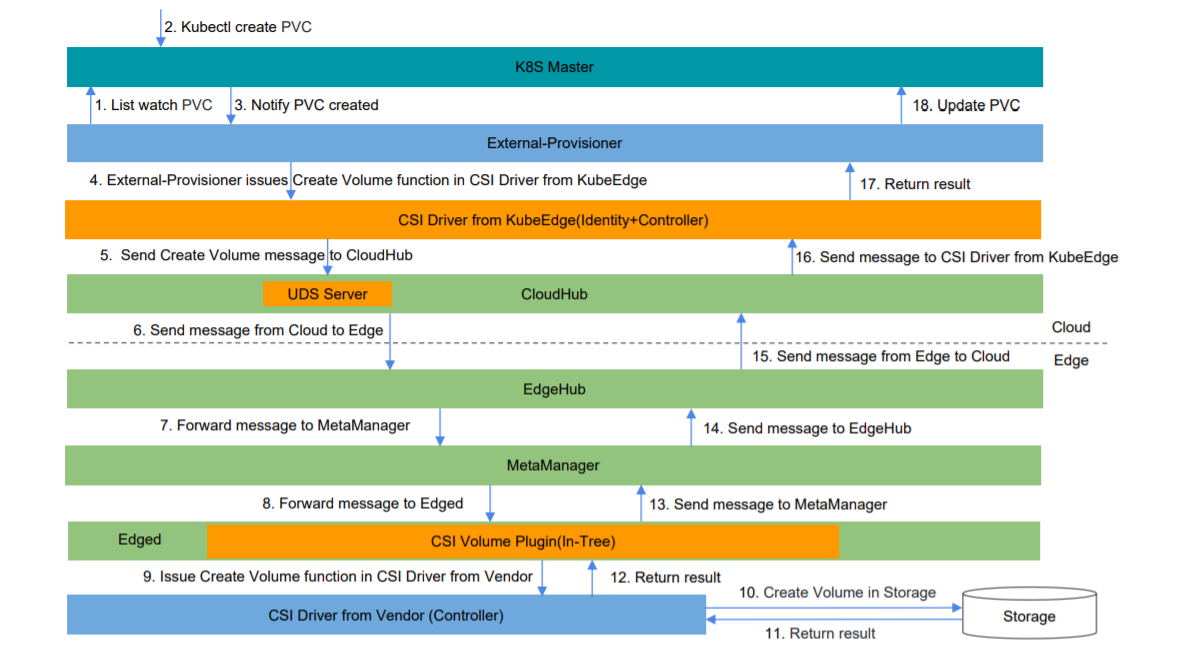 2. Kubectl create PVC
K8S Master
1. List watch PVC
3. Notify PVC created
18. Update PVC
External-Provisioner
4. External-Provisioner issues Create Volume function in CSI Driver from KubeEdge
17. Return result
CSI Driver from KubeEdge(Identity+Controller)
5. Send Create Volume message to CloudHub
16. Send message to CSI Driver from KubeEdge
UDS Server
CloudHub
6. Send message from Cloud to Edge
Cloud
15. Send message from Edge to Cloud
Edge
EdgeHub
7. Forward message to MetaManager
14. Send message to EdgeHub
MetaManager
8. Forward message to Edged
13. Send message to MetaManager
Edged
CSI Volume Plugin(In-Tree)
9. Issue Create Volume function in CSI Driver from Vendor
12. Return result
10. Create Volume in Storage
CSI Driver from Vendor (Controller)
Storage
11. Return result